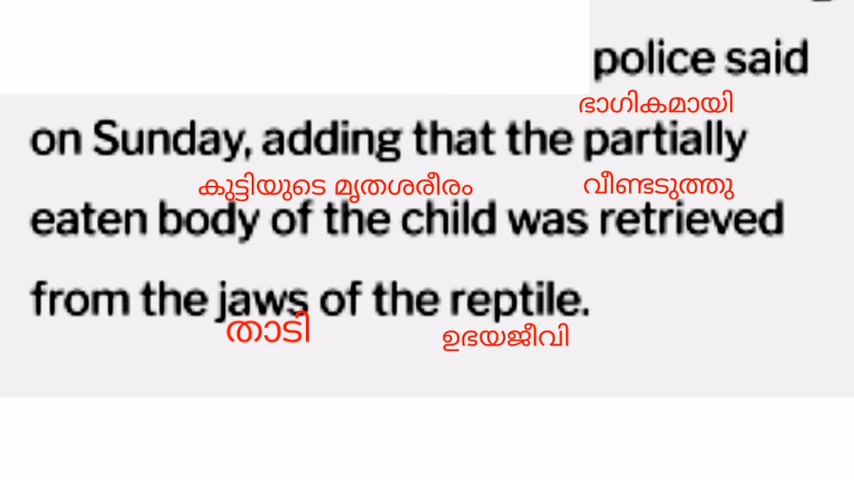 police said
ഭാഗികമായി
on Sunday, adding that the partially
കുട്ടിയുടെ മൃതശരീരം വീണ്ടടുത്തു
eaten body of the child was retrieved
from the jaws of the reptile.
താടി ഉഭയജീവി